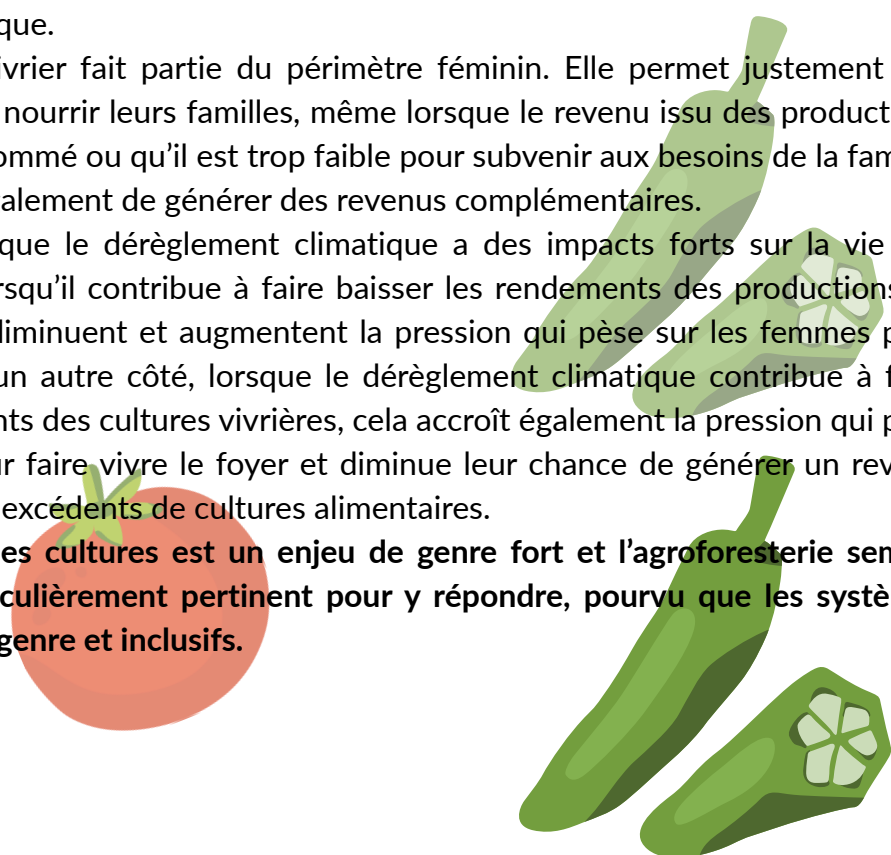 que.
ivrier fait partie du périmètre féminin. Elle permet justement
nourrir leurs familles, même lorsque le revenu issu des product
ommé ou qu’il est trop faible pour subvenir aux besoins de la fam
alement de générer des revenus complémentaires.
que le dérèglement climatique a des impacts forts sur la vie
rsqu’il contribue à faire baisser les rendements des productions
diminuent et augmentent la pression qui pèse sur les femmes p
un autre côté, lorsque le dérèglement climatique contribue à f
nts des cultures vivrières, cela accroît également la pression qui p
ur faire vivre le foyer et diminue leur chance de générer un rev
excédents de cultures alimentaires.
es cultures est un enjeu de genre fort et l’agroforesterie sem
culièrement pertinent pour y répondre, pourvu que les systè
genre et inclusifs.